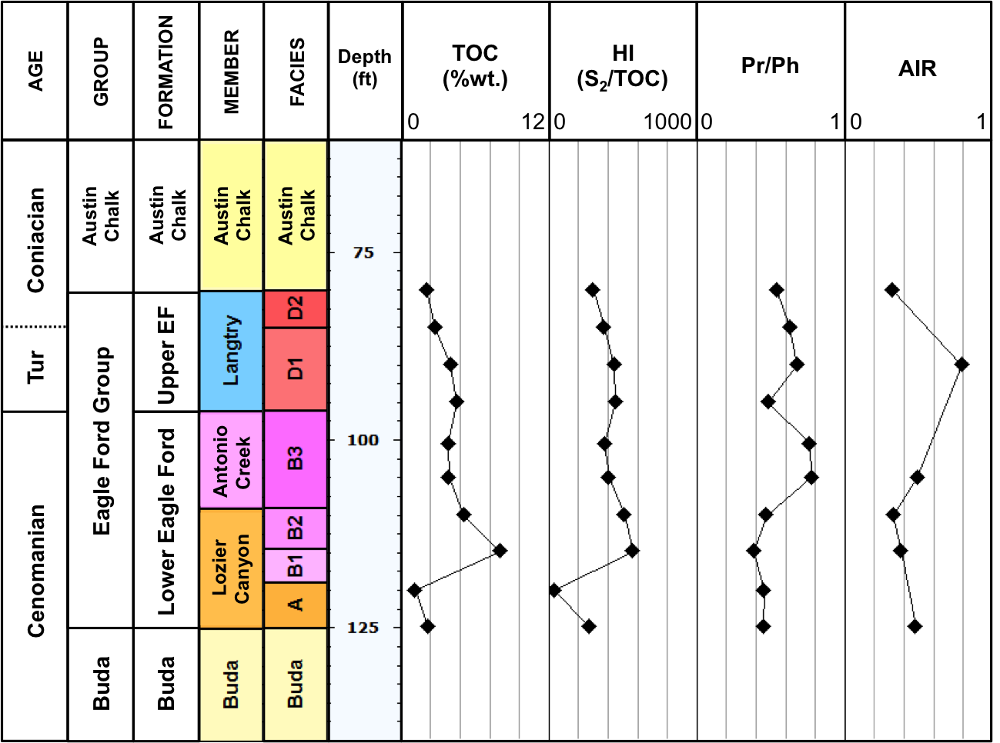 AGE
GROUP
FORMATION
MEMBER
FACIES
Depth
(ft)
TOC
(%wt.)
HI
(S₂/TOC)
Pr/Ph
AIR
0
12
0
1000
0
1
0
1
Coniacian
Tur
Cenomanian
Austin
Chalk
Eagle Ford Group
Buda
Austin
Chalk
Upper EF
Lower Eagle Ford
Buda
Austin
Chalk
Langtry
Antonio
Creek
Lozier
Canyon
Buda
Austin
Chalk
D2
D1
B3
B2
B1
A
Buda
75
100
125